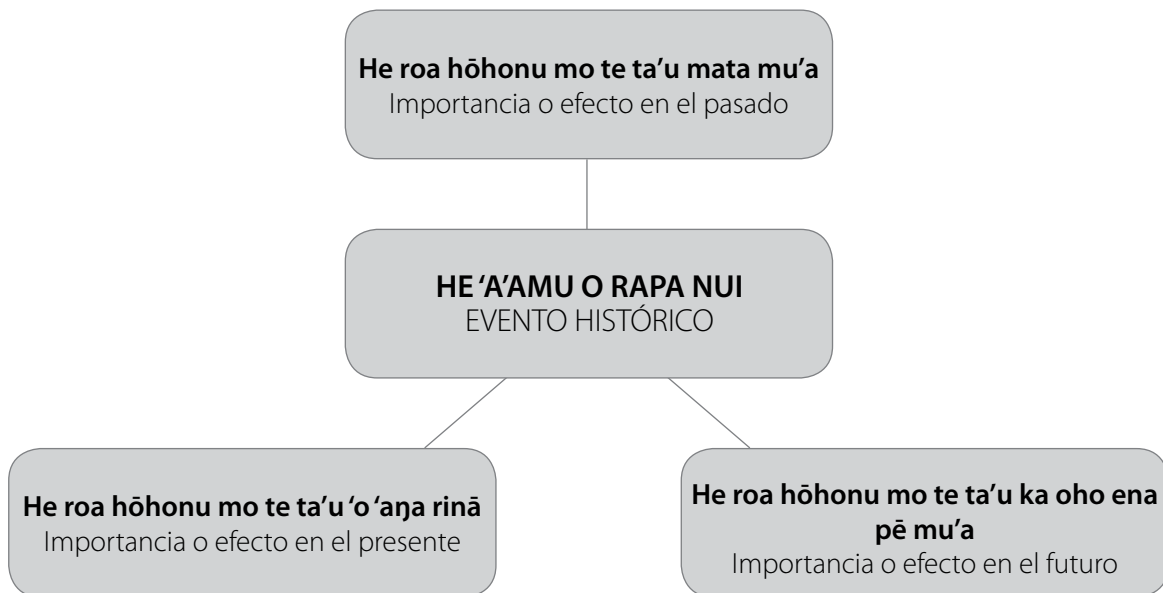 He roa hōhonu mo te ta’u mata mu’a
Importancia o efecto en el pasado
HE ‘A’AMU O RAPA NUI
EVENTO HISTÓRICO
He roa hōhonu mo te ta’u ‘o ‘aŋa rinā
Importancia o efecto en el presente
He roa hōhonu mo te ta’u ka oho ena
pē mu’a
Importancia o efecto en el futuro